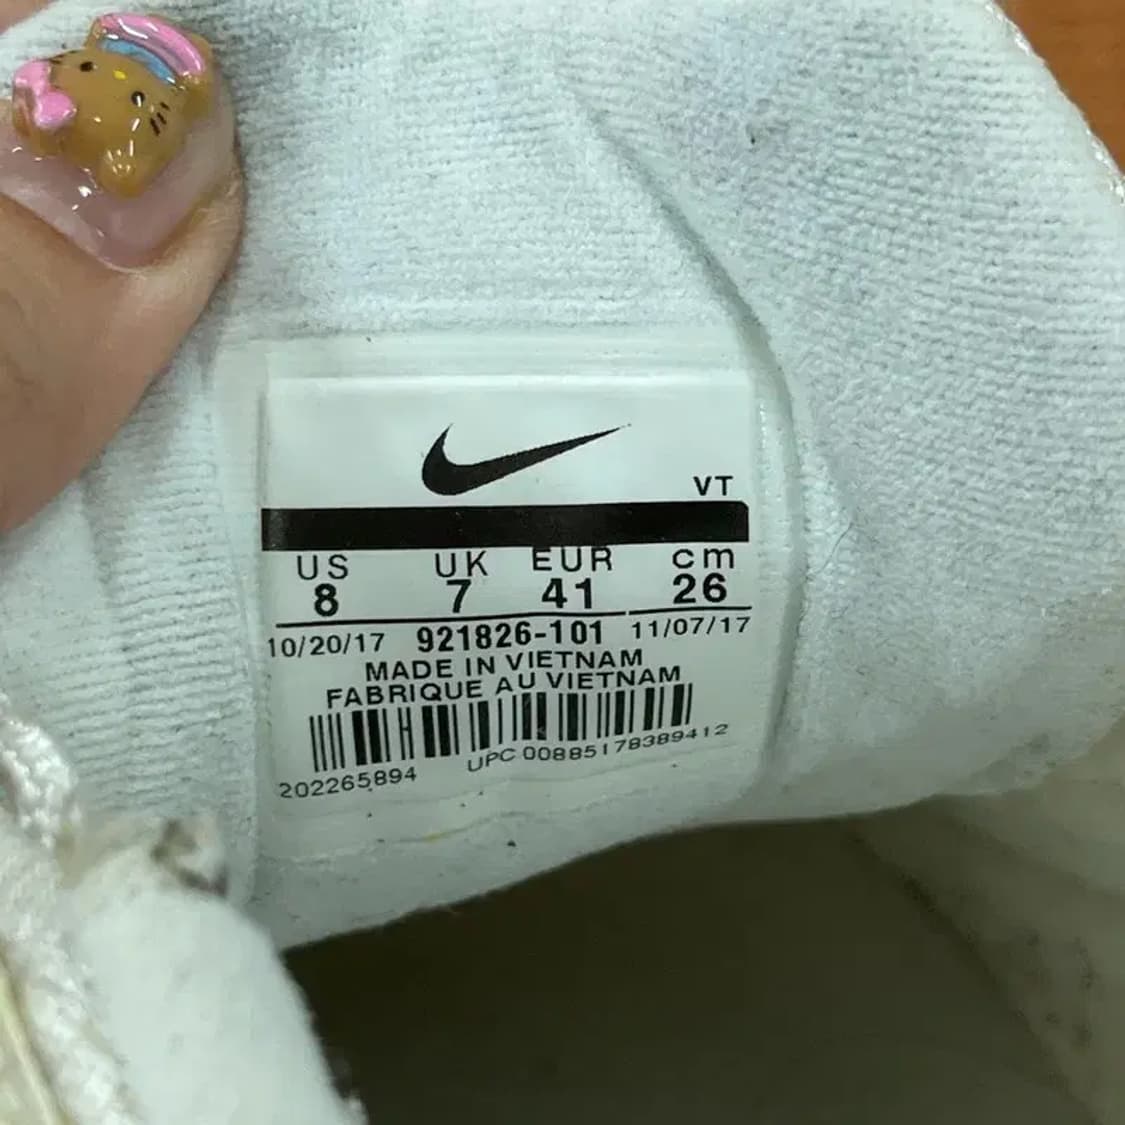 VT
US UK EUR cm
8 7 41 26
10/20/17 921826-101 11/07/17
MADE IN VIETNAM
FABRIQUE AU VIETNAM
202265894 UPC 00885178389412